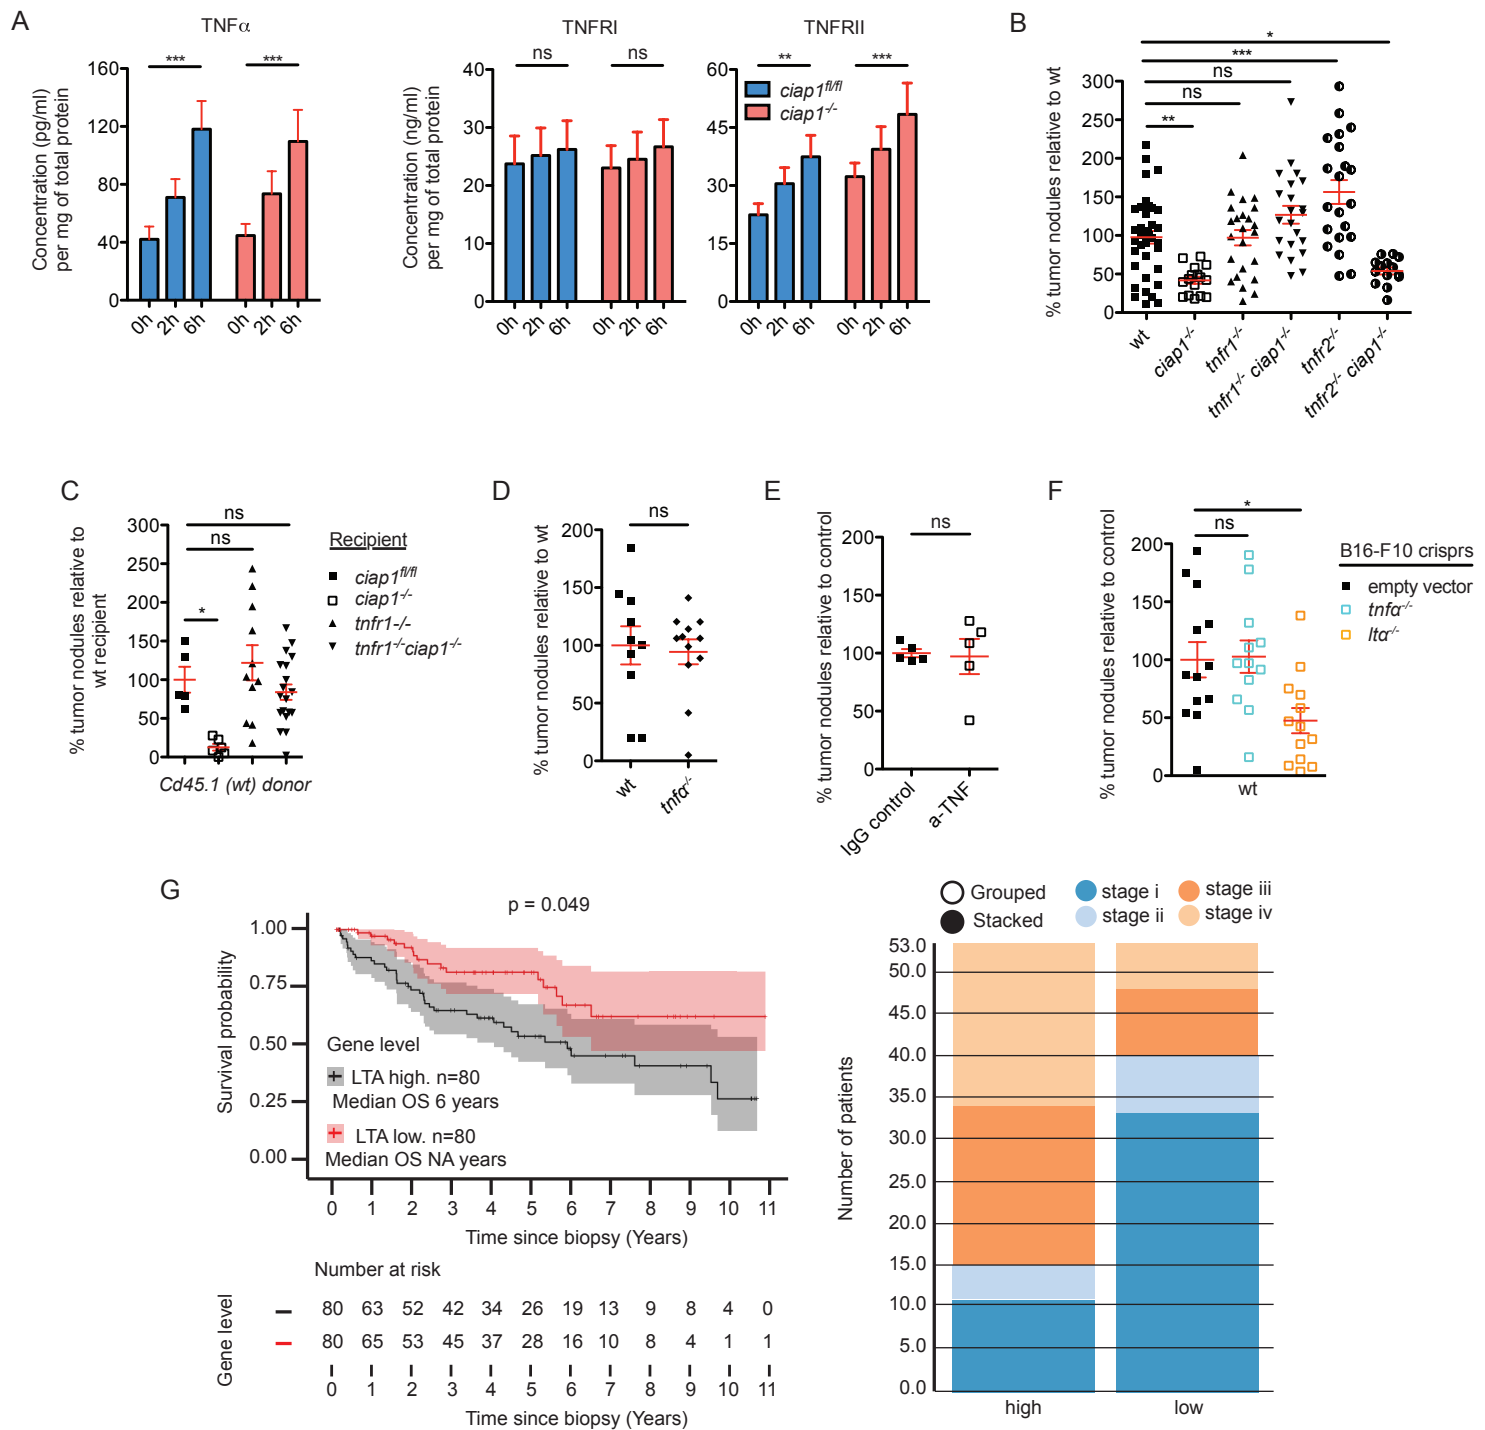 A
TNFα
TNFRI
TNFRII
B
Concentration (pg/ml)
per mg of total protein
160
120
80
40
0
***
***
0h
2h
6h
0h
2h
6h
Concentration (ng/ml)
per mg of total protein
40
30
20
10
0
ns
ns
0h
2h
6h
0h
2h
6h
60
45
30
15
0
**
***
ciap1fl/fl
ciap1-/-
0h
2h
6h
0h
2h
6h
% tumor nodules relative to wt
300
250
200
150
100
50
0
*
***
ns
ns
**
wt
ciap1-/-
tnfr1-/-
tnfr1-/- ciap1-/-
tnfr2-/-
tnfr2-/- ciap1-/-
C
% tumor nodules relative to
wt recipient
300
250
200
150
100
50
0
ns
ns
*
Cd45.1 (wt) donor
Recipient
ciap1fl/fl
ciap1-/-
tnfr1-/-
tnfr1-/-ciap1-/-
D
% tumor nodules relative to wt
200
150
100
50
0
ns
wt
tnfα-/-
E
% tumor nodules relative to control
200
150
100
50
0
ns
IgG control
a-TNF
F
% tumor nodules relative to control
200
150
100
50
0
*
ns
wt
B16-F10 crisprs
empty vector
tnfα-/-
ltα-/-
G
p = 0.049
Survival probability
1.00
0.75
0.50
0.25
0.00
Gene level
LTA high. n=80
Median OS 6 years
LTA low. n=80
Median OS NA years
0 1 2 3 4 5 6 7 8 9 10 11
Time since biopsy (Years)
Number at risk
Gene level
80 63 52 42 34 26 19 13 9 8 4 0
80 65 53 45 37 28 16 10 8 4 1 1
0 1 2 3 4 5 6 7 8 9 10 11
Time since biopsy (Years)
Grouped
Stacked
stage i
stage ii
stage iii
stage iv
Number of patients
53.0
50.0
45.0
40.0
35.0
30.0
25.0
20.0
15.0
10.0
5.0
0.0
high
low